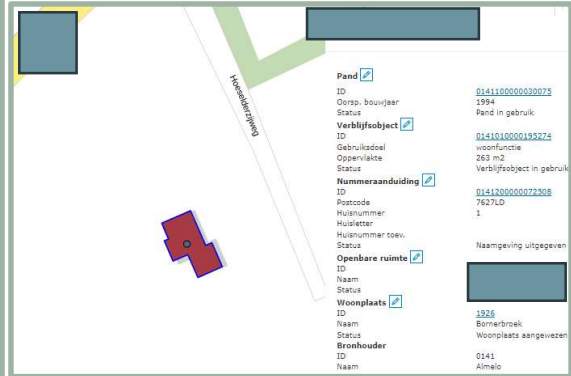 Hoeselderzijweg
Pand
ID 0141100000030075
Oorsp. bouwjaar 1994
Status Pand in gebruik
Verblijfsobject
ID 0141010000195274
Gebruiksdoel woonfunctie
Oppervlakte 263 m2
Status Verblijfsobject in gebruik
Nummeraanduiding
ID 0141200000072508
Postcode 7627LD
Huisnummer 1
Huisletter
Huisnummer toev.
Status Naamgeving uitgegeven
Openbare ruimte
ID
Naam
Status
Woonplaats
ID 1926
Naam Bornerbroek
Status Woonplaats aangewezen
Bronhouder
ID 0141
Naam Almelo